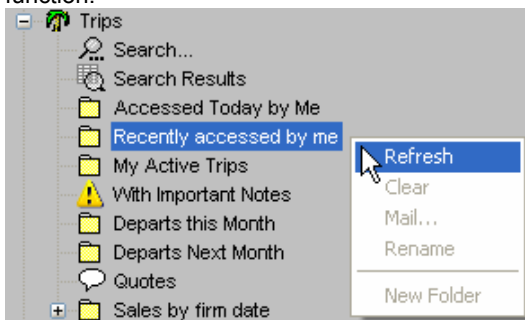 function.
Trips
Search...
Search Results
Accessed Today by Me
Recently accessed by me
Refresh
My Active Trips
Clear
With Important Notes
Mail...
Departs this Month
Rename
Departs Next Month
Quotes
New Folder
Sales by firm date